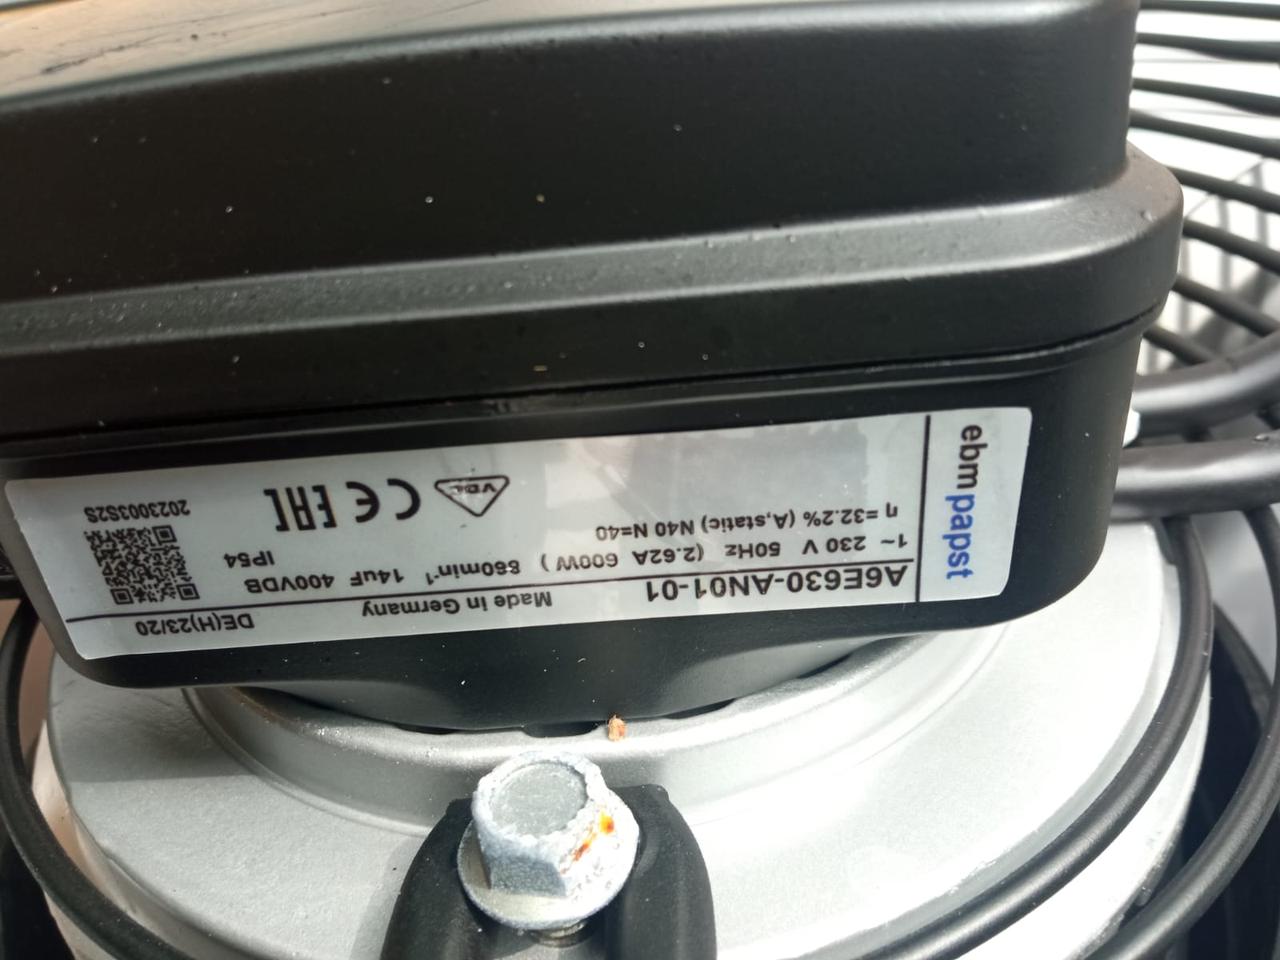 ebmpapst
A6E630-AN01-01 Made in Germany DE(H)23/20
1~ 230 V 50Hz (2.62A 600W ) 860min-1 14uF 400VDB IP54
η=32.2% (A,static) N40 N=40
VDE CE EAC
2023003S2S